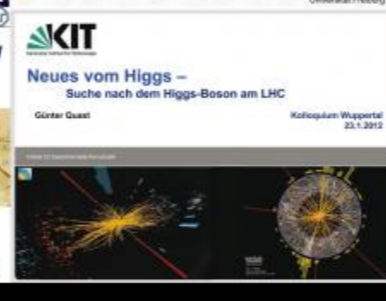 KIT
Neues vom Higgs –
Suche nach dem Higgs-Boson am LHC
Günter Quast
Kolloquium Wuppertal
23.1.2012